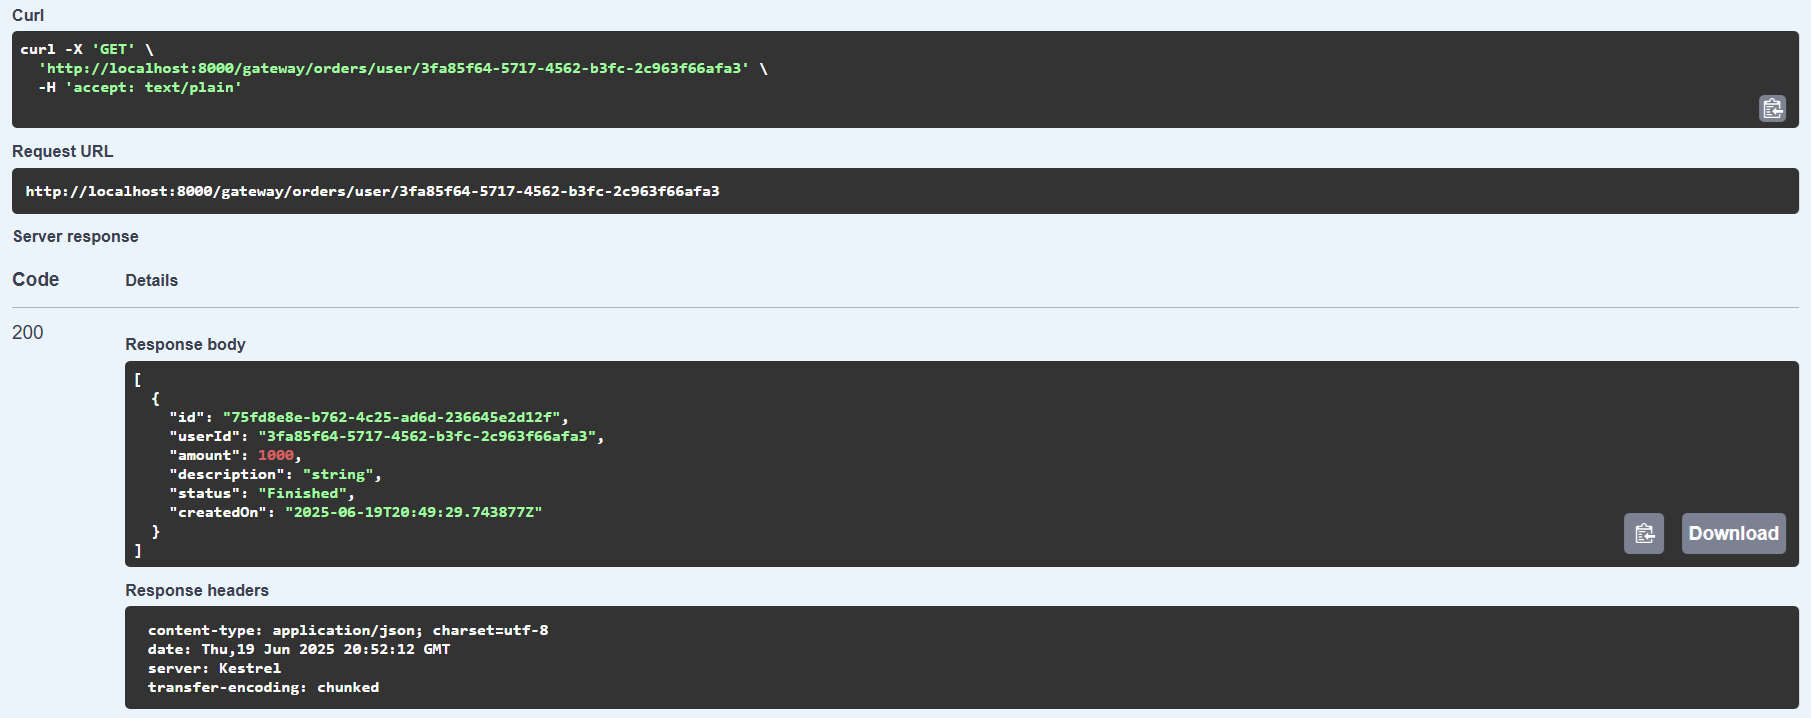 Curl
curl -X 'GET' \
  'http://localhost:8000/gateway/orders/user/3fa85f64-5717-4562-b3fc-2c963f66afa3' \
  -H 'accept: text/plain'
Request URL
http://localhost:8000/gateway/orders/user/3fa85f64-5717-4562-b3fc-2c963f66afa3
Server response
Code Details
200
Response body
[
  {
    "id": "75fd8e8e-b762-4c25-ad6d-236645e2d12f",
    "userId": "3fa85f64-5717-4562-b3fc-2c963f66afa3",
    "amount": 1000,
    "description": "string",
    "status": "Finished",
    "createdOn": "2025-06-19T20:49:29.743877Z"
  }
]
Download
Response headers
content-type: application/json; charset=utf-8
date: Thu,19 Jun 2025 20:52:12 GMT
server: Kestrel
transfer-encoding: chunked